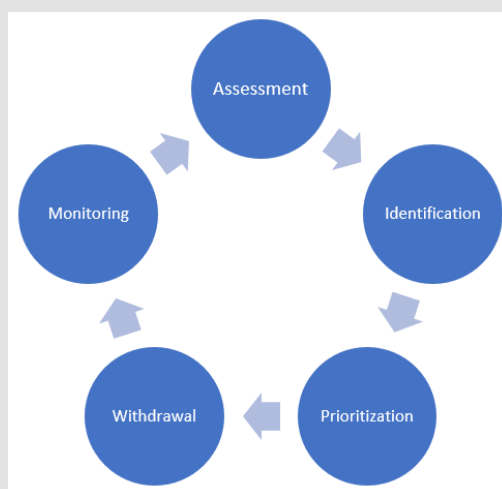 Assessment
Identification
Prioritization
Withdrawal
Monitoring